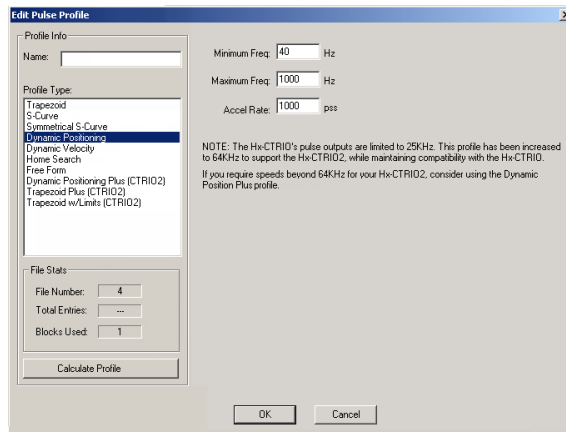 Edit Pulse Profile
Profile Info
Name:
Profile Type:
Trapezoid
S-Curve
Symmetrical S-Curve
Dynamic Positioning
Dynamic Velocity
Home Search
Free Form
Dynamic Positioning Plus (CTRIO2)
Trapezoid Plus (CTRIO2)
Trapezoid w/Limits (CTRIO2)
File Stats
File Number: 4
Total Entries: ---
Blocks Used: 1
Calculate Profile
Minimum Freq: 40 Hz
Maximum Freq: 1000 Hz
Accel Rate: 1000 pss
NOTE: The Hx-CTRIO's pulse outputs are limited to 25KHz. This profile has been increased
to 64KHz to support the Hx-CTRIO2, while maintaining compatibility with the Hx-CTRIO.
If you require speeds beyond 64KHz for your Hx-CTRIO2, consider using the Dynamic
Position Plus profile.
OK Cancel